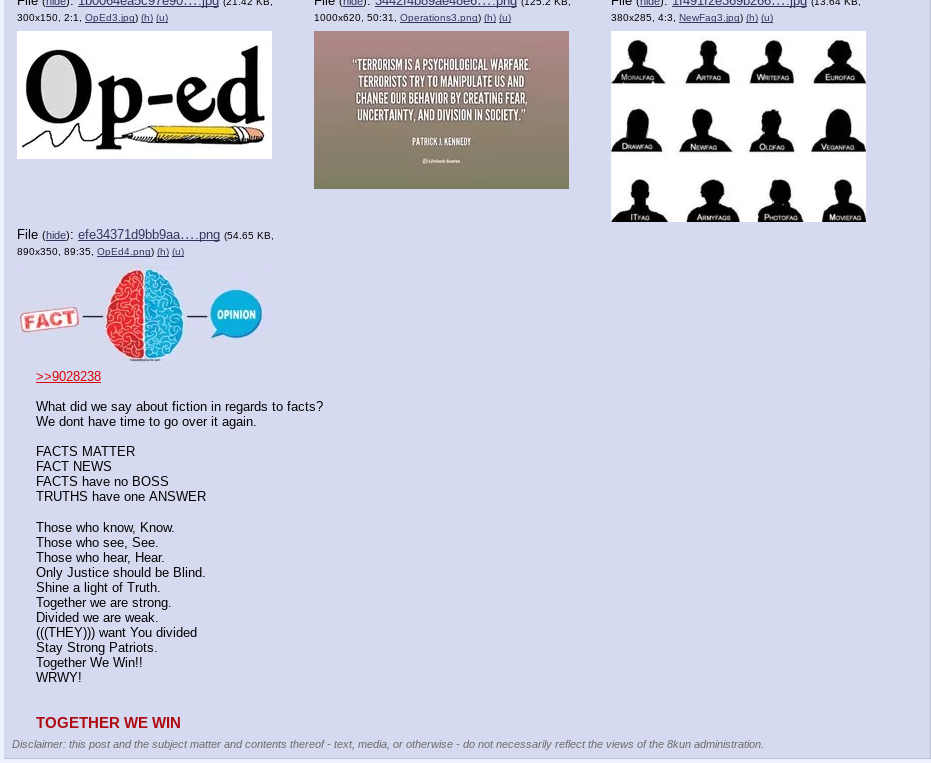 File (hide): 1b0064ea5c97e90….jpg (21.42 KB,
300x150, 2:1, OpEd3.jpg) (h) (u)
Op-ed
File (hide): 3442f4b89ae48e6….png (125.2 KB,
1000x620, 50:31, Operations3.png) (h) (u)
“TERRORISM IS A PSYCHOLOGICAL WARFARE.
TERRORISTS TRY TO MANIPULATE US AND
CHANGE OUR BEHAVIOR BY CREATING FEAR,
UNCERTAINTY, AND DIVISION IN SOCIETY.”
PATRICK J. KENNEDY
Lifehack Quotes
File (hide): 1f491f2e369b266….jpg (13.64 KB,
380x285, 4:3, NewFag3.jpg) (h) (u)
MORALFAG ARTFAG WRITEFAG EUROFAG
DRAWFAG NEWFAG OLDFAG VEGANFAG
ITFAG ARMYFAGS PHOTOFAG MOVIEFAG
File (hide): efe34371d9bb9aa….png (54.65 KB,
890x350, 89:35, OpEd4.png) (h) (u)
FACT OPINION
>>9028238
What did we say about fiction in regards to facts?
We dont have time to go over it again.
FACTS MATTER
FACT NEWS
FACTS have no BOSS
TRUTHS have one ANSWER
Those who know, Know.
Those who see, See.
Those who hear, Hear.
Only Justice should be Blind.
Shine a light of Truth.
Together we are strong.
Divided we are weak.
(((THEY))) want You divided
Stay Strong Patriots.
Together We Win!!
WRWY!
TOGETHER WE WIN
Disclaimer: this post and the subject matter and contents thereof - text, media, or otherwise - do not necessarily reflect the views of the 8kun administration.